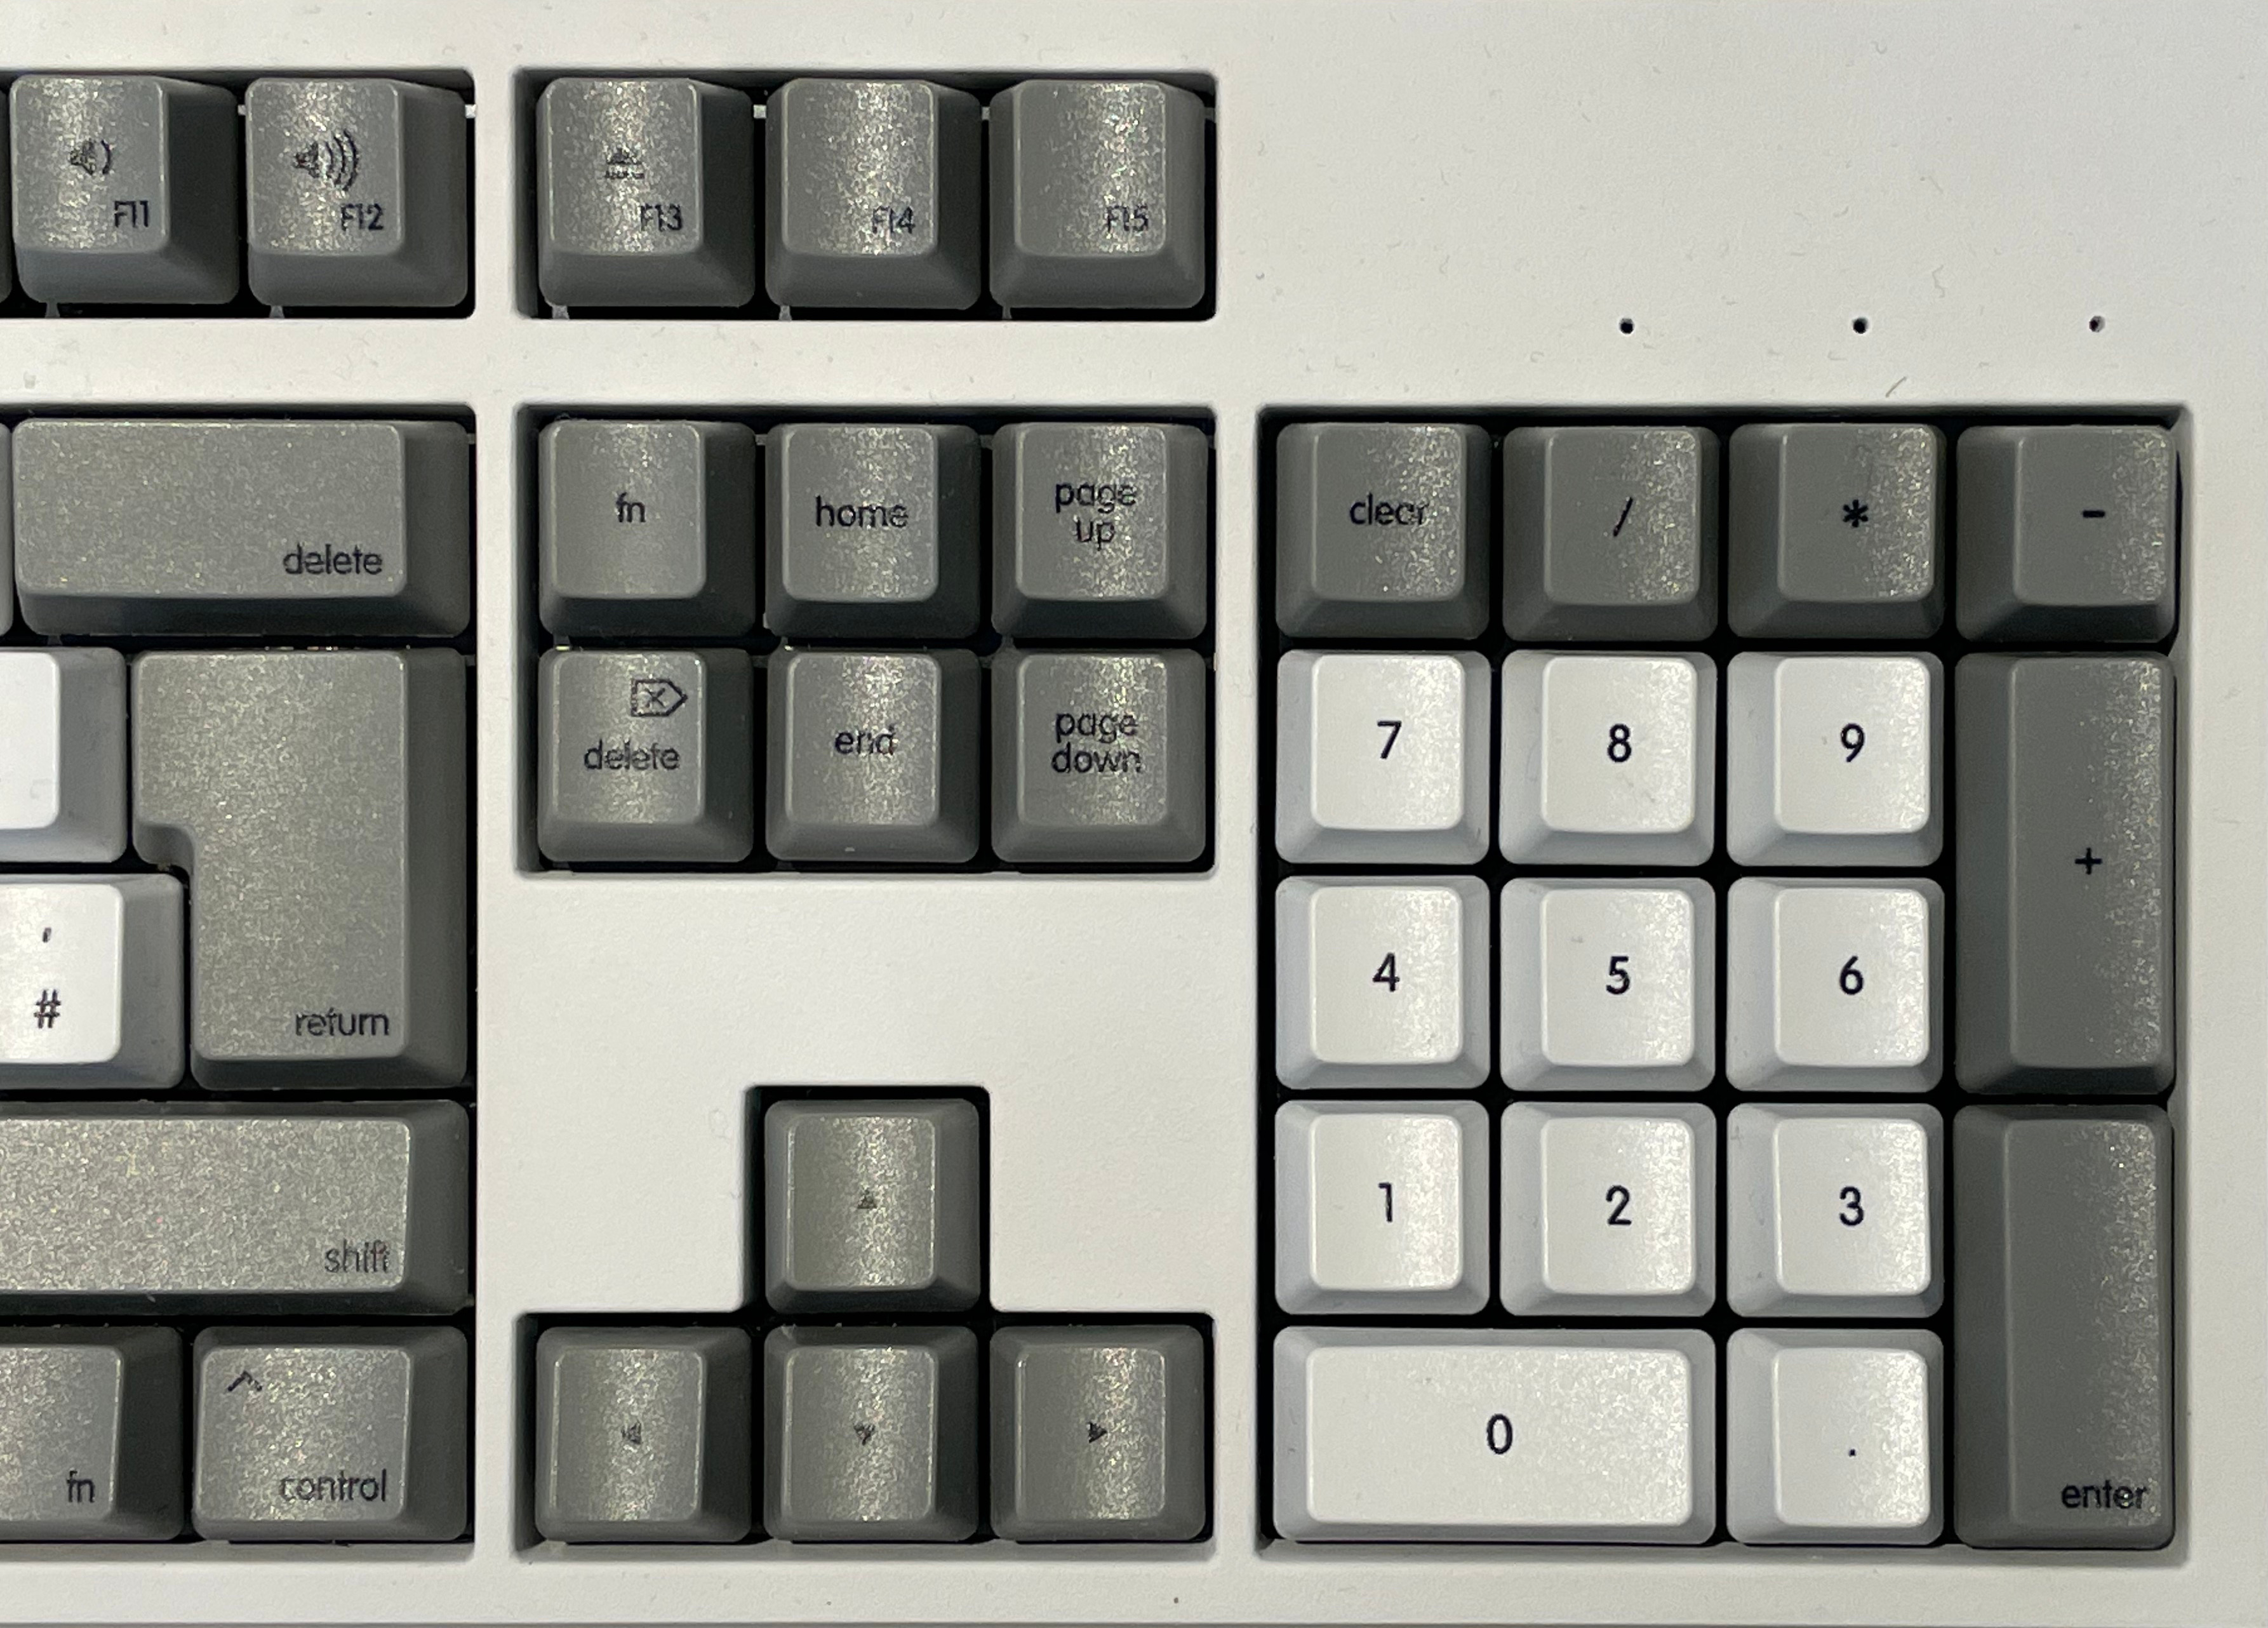 F11
F12
F13
F14
F15
delete
fn
home
page
up
clear
/
*
-
delete
end
page
down
7
8
9
+
'
#
return
4
5
6
shift
1
2
3
fn
control
0
.
enter